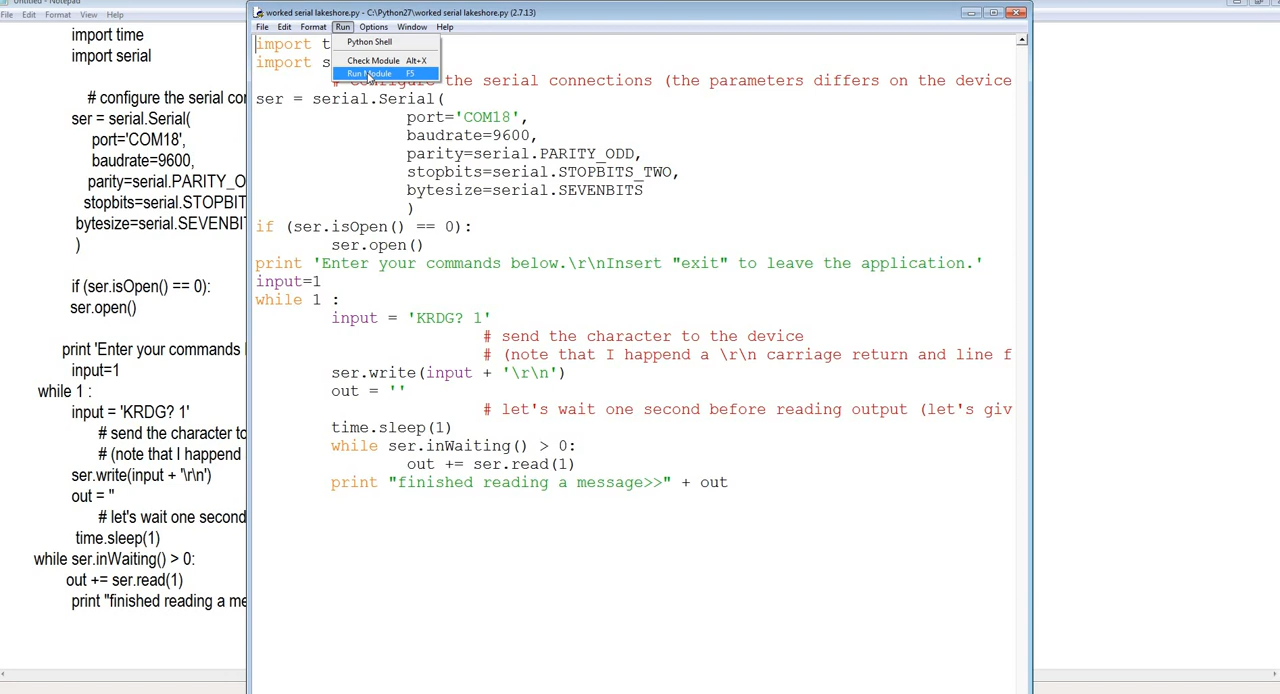 Untitled - Notepad
File Edit Format View Help
import time
import serial
# configure the serial cor
ser = serial.Serial(
port='COM18',
baudrate=9600,
parity=serial.PARITY_O
stopbits=serial.STOPBIT
bytesize=serial.SEVENBI
)
if (ser.isOpen() == 0):
ser.open()
print 'Enter your commands
input=1
while 1 :
input = 'KRDG? 1'
# send the character to
# (note that I happend
ser.write(input + '\r\n')
out = ''
# let's wait one second
time.sleep(1)
while ser.inWaiting() > 0:
out += ser.read(1)
print "finished reading a me
worked serial lakeshore.py - C:\Python27\worked serial lakeshore.py (2.7.13)
File Edit Format Run Options Window Help
Python Shell
Check Module Alt+X
Run Module F5
import t
import s
# configure the serial connections (the parameters differs on the device
ser = serial.Serial(
port='COM18',
baudrate=9600,
parity=serial.PARITY_ODD,
stopbits=serial.STOPBITS_TWO,
bytesize=serial.SEVENBITS
)
if (ser.isOpen() == 0):
ser.open()
print 'Enter your commands below.\r\nInsert "exit" to leave the application.'
input=1
while 1 :
input = 'KRDG? 1'
# send the character to the device
# (note that I happend a \r\n carriage return and line f
ser.write(input + '\r\n')
out = ''
# let's wait one second before reading output (let's giv
time.sleep(1)
while ser.inWaiting() > 0:
out += ser.read(1)
print "finished reading a message>>" + out